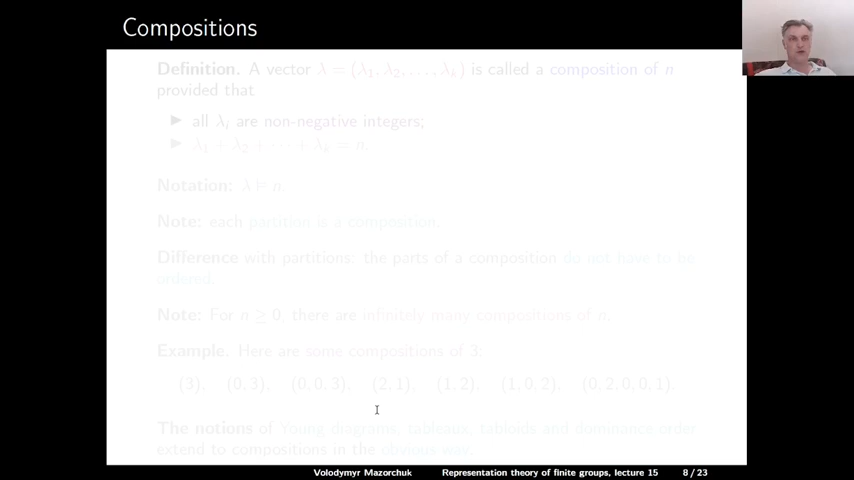 Compositions
Definition. A vector λ = (λ₁, λ₂, . . . , λₖ) is called a composition of n
provided that
▶ all λᵢ are non-negative integers;
▶ λ₁ + λ₂ + · · · + λₖ = n.
Notation: λ ⊨ n.
Note: each partition is a composition.
Difference with partitions: the parts of a composition do not have to be
ordered.
Note: For n ≥ 0, there are infinitely many compositions of n.
Example. Here are some compositions of 3:
(3), (0, 3), (0, 0, 3), (2, 1), (1, 2), (1, 0, 2), (0, 2, 0, 0, 1).
The notions of Young diagrams, tableaux, tabloids and dominance order
extend to compositions in the obvious way.
Volodymyr Mazorchuk Representation theory of finite groups, lecture 15 8 / 23